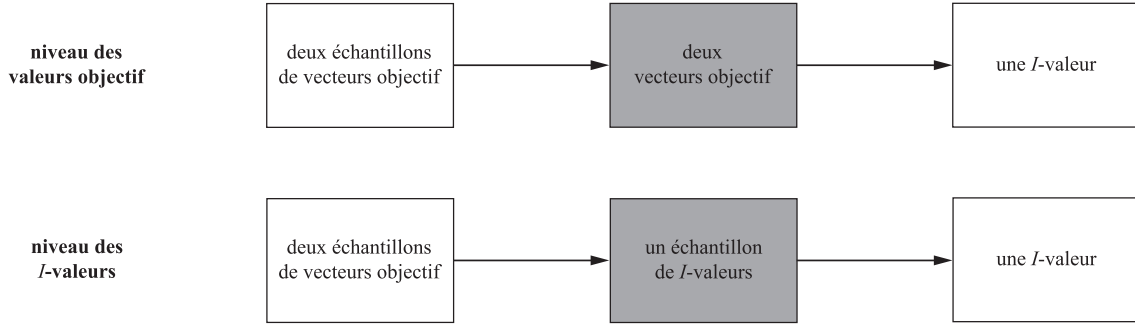 niveau des
valeurs objectif
deux échantillons
de vecteurs objectif
deux
vecteurs objectif
une I-valeur
niveau des
I-valeurs
deux échantillons
de vecteurs objectif
un échantillon
de I-valeurs
une I-valeur